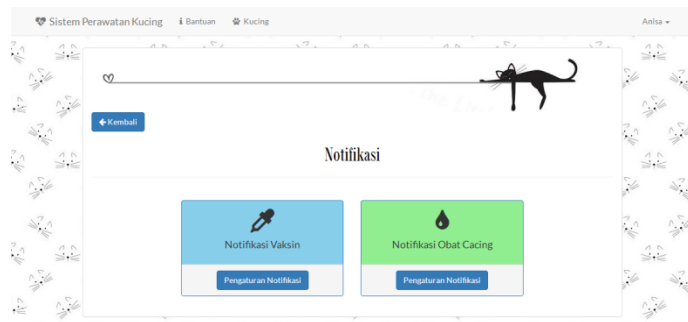 Sistem Perawatan Kucing Bantuan Kucing Anisa
Kembali
Notifikasi
Notifikasi Vaksin Notifikasi Obat Cacing
Pengaturan Notifikasi Pengaturan Notifikasi